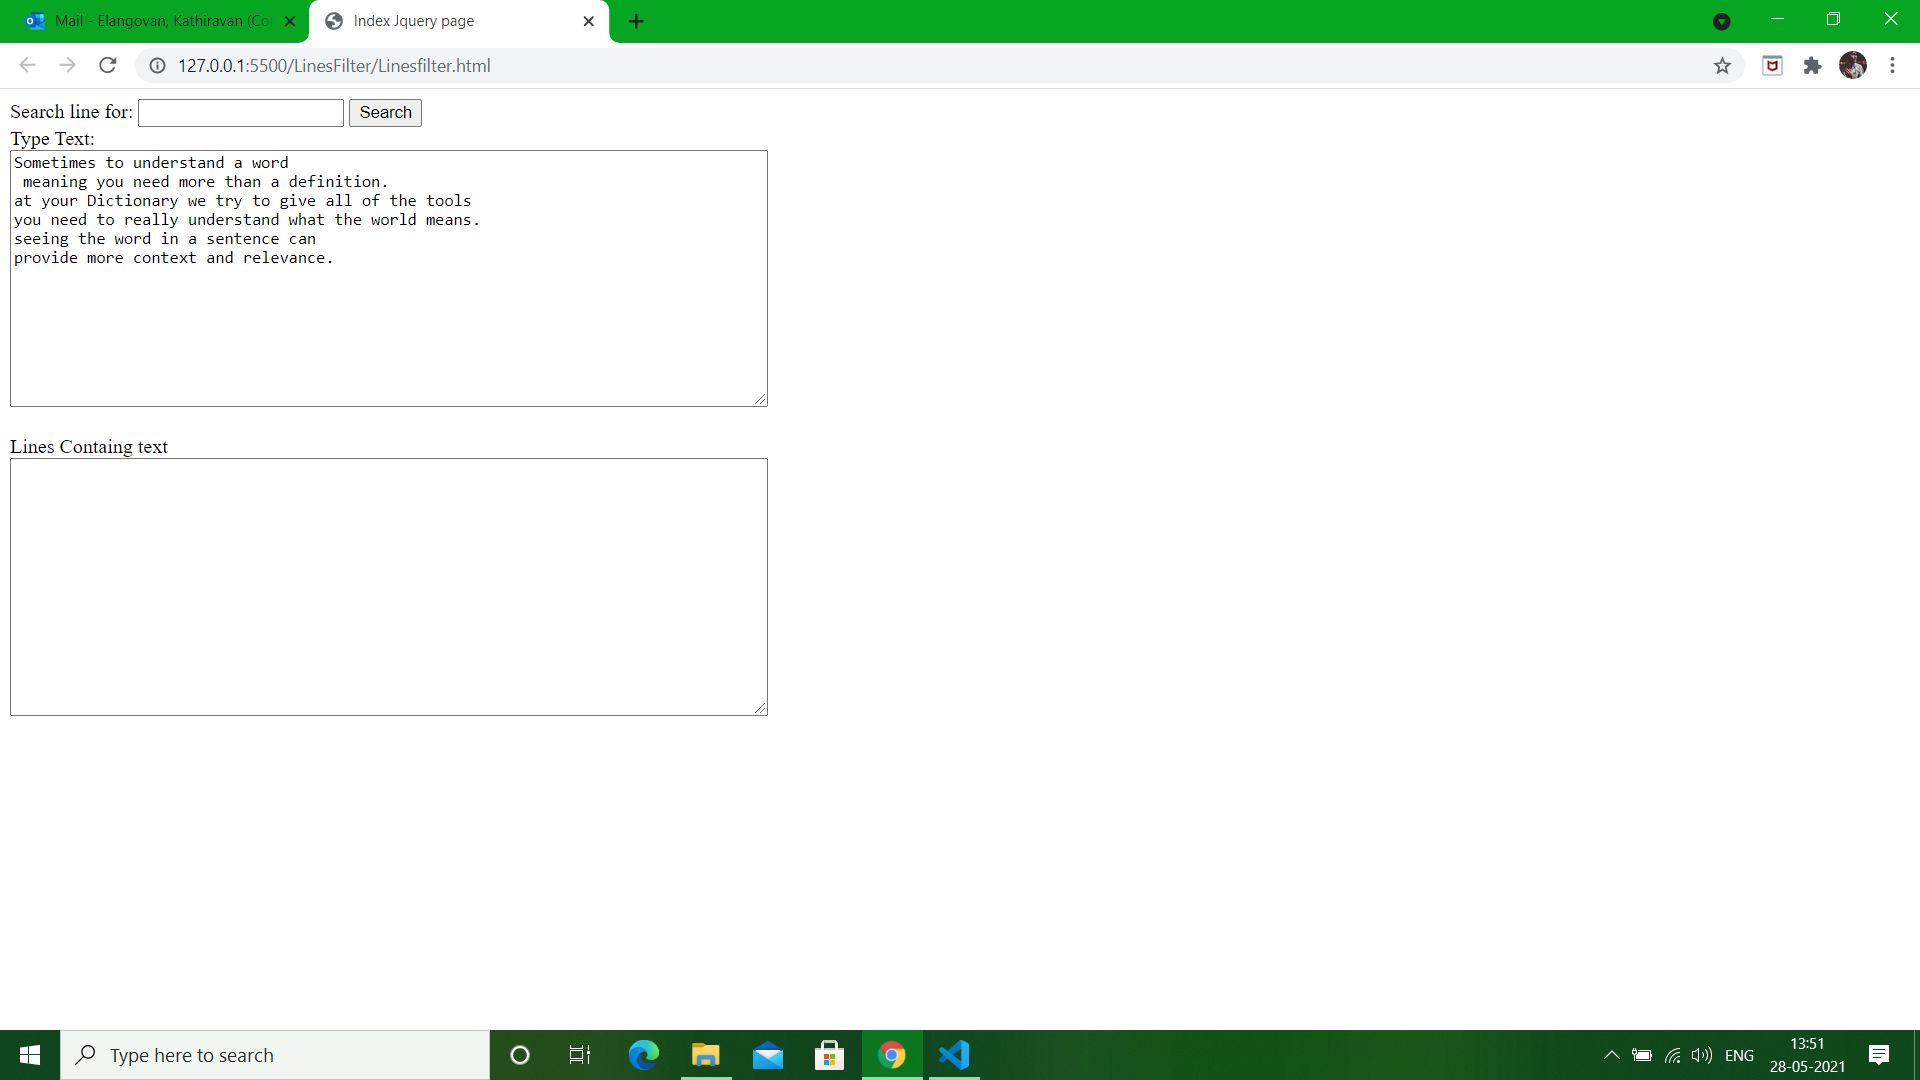 Mail - Elangovan, Kathiravan (Co
Index Jquery page
127.0.0.1:5500/LinesFilter/Linesfilter.html
Search line for:
Search
Type Text:
Sometimes to understand a word
meaning you need more than a definition.
at your Dictionary we try to give all of the tools
you need to really understand what the world means.
seeing the word in a sentence can
provide more context and relevance.
Lines Containg text
Type here to search
ENG
13:51
28-05-2021